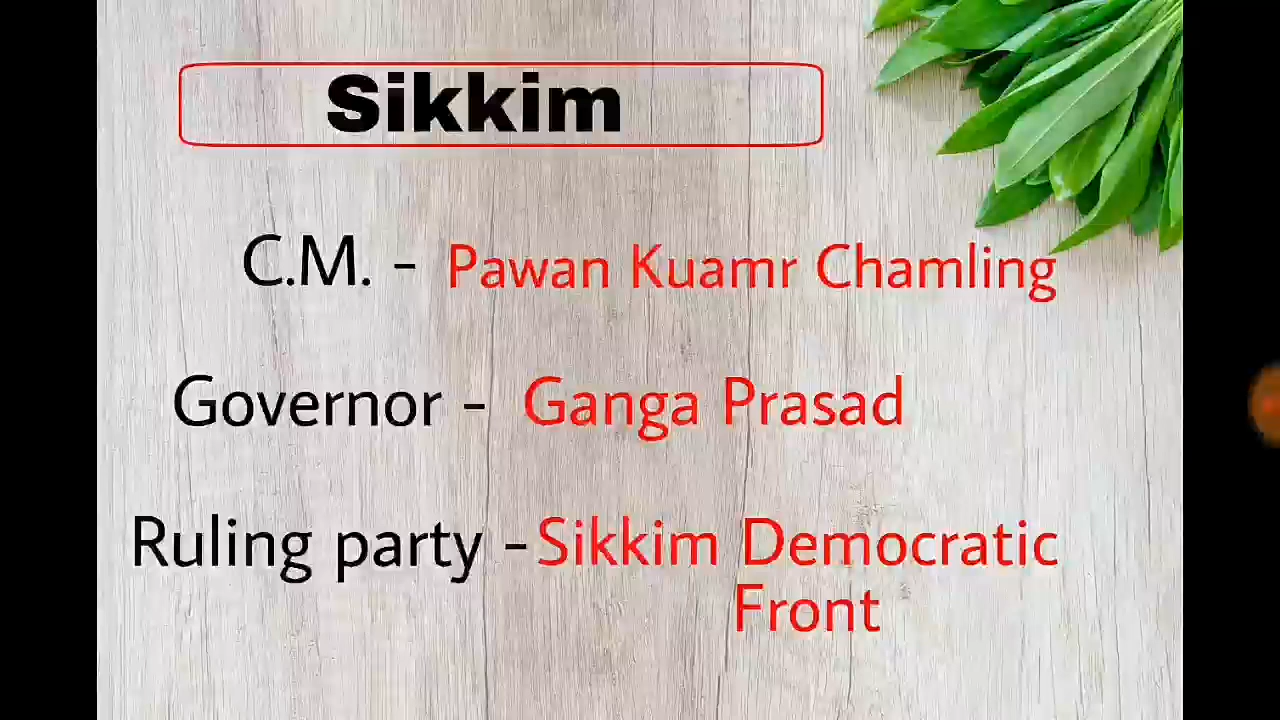 Sikkim
C.M. - Pawan Kuamr Chamling
Governor - Ganga Prasad
Ruling party - Sikkim Democratic
Front